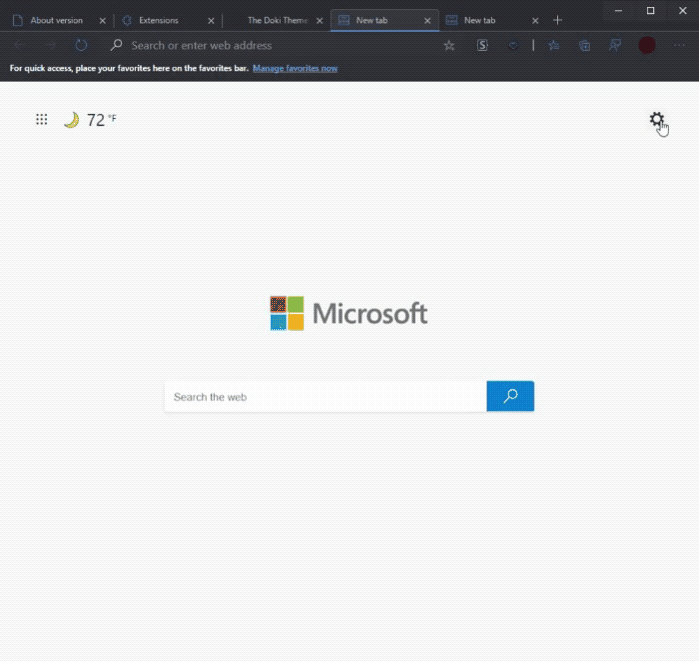 About version
Extensions
The Doki Theme
New tab
New tab
Search or enter web address
S
For quick access, place your favorites here on the favorites bar. Manage favorites now
72 °F
Microsoft
Search the web